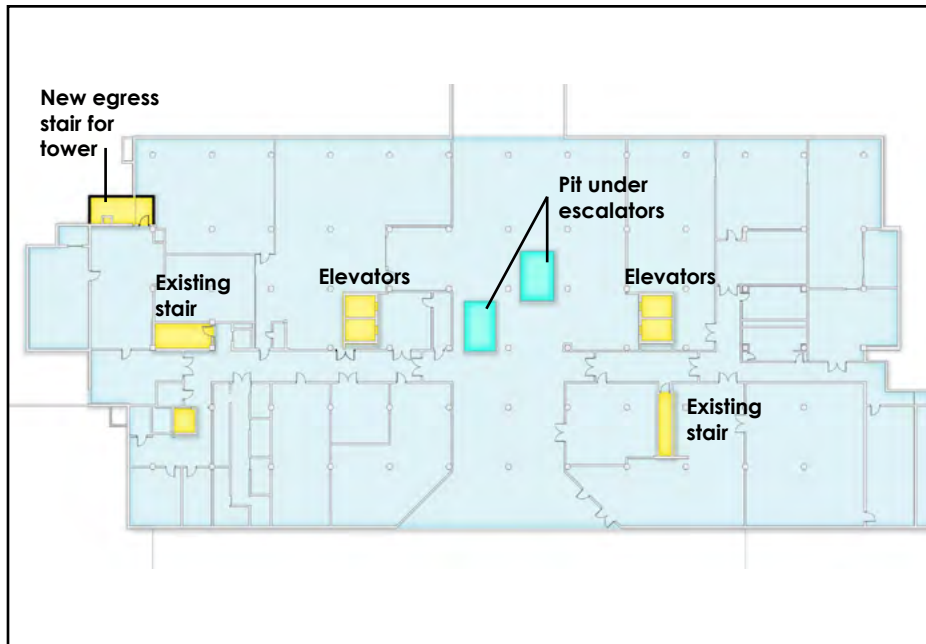 New egress
stair for
tower
Pit under
escalators
Existing
stair
Elevators
Elevators
Existing
stair